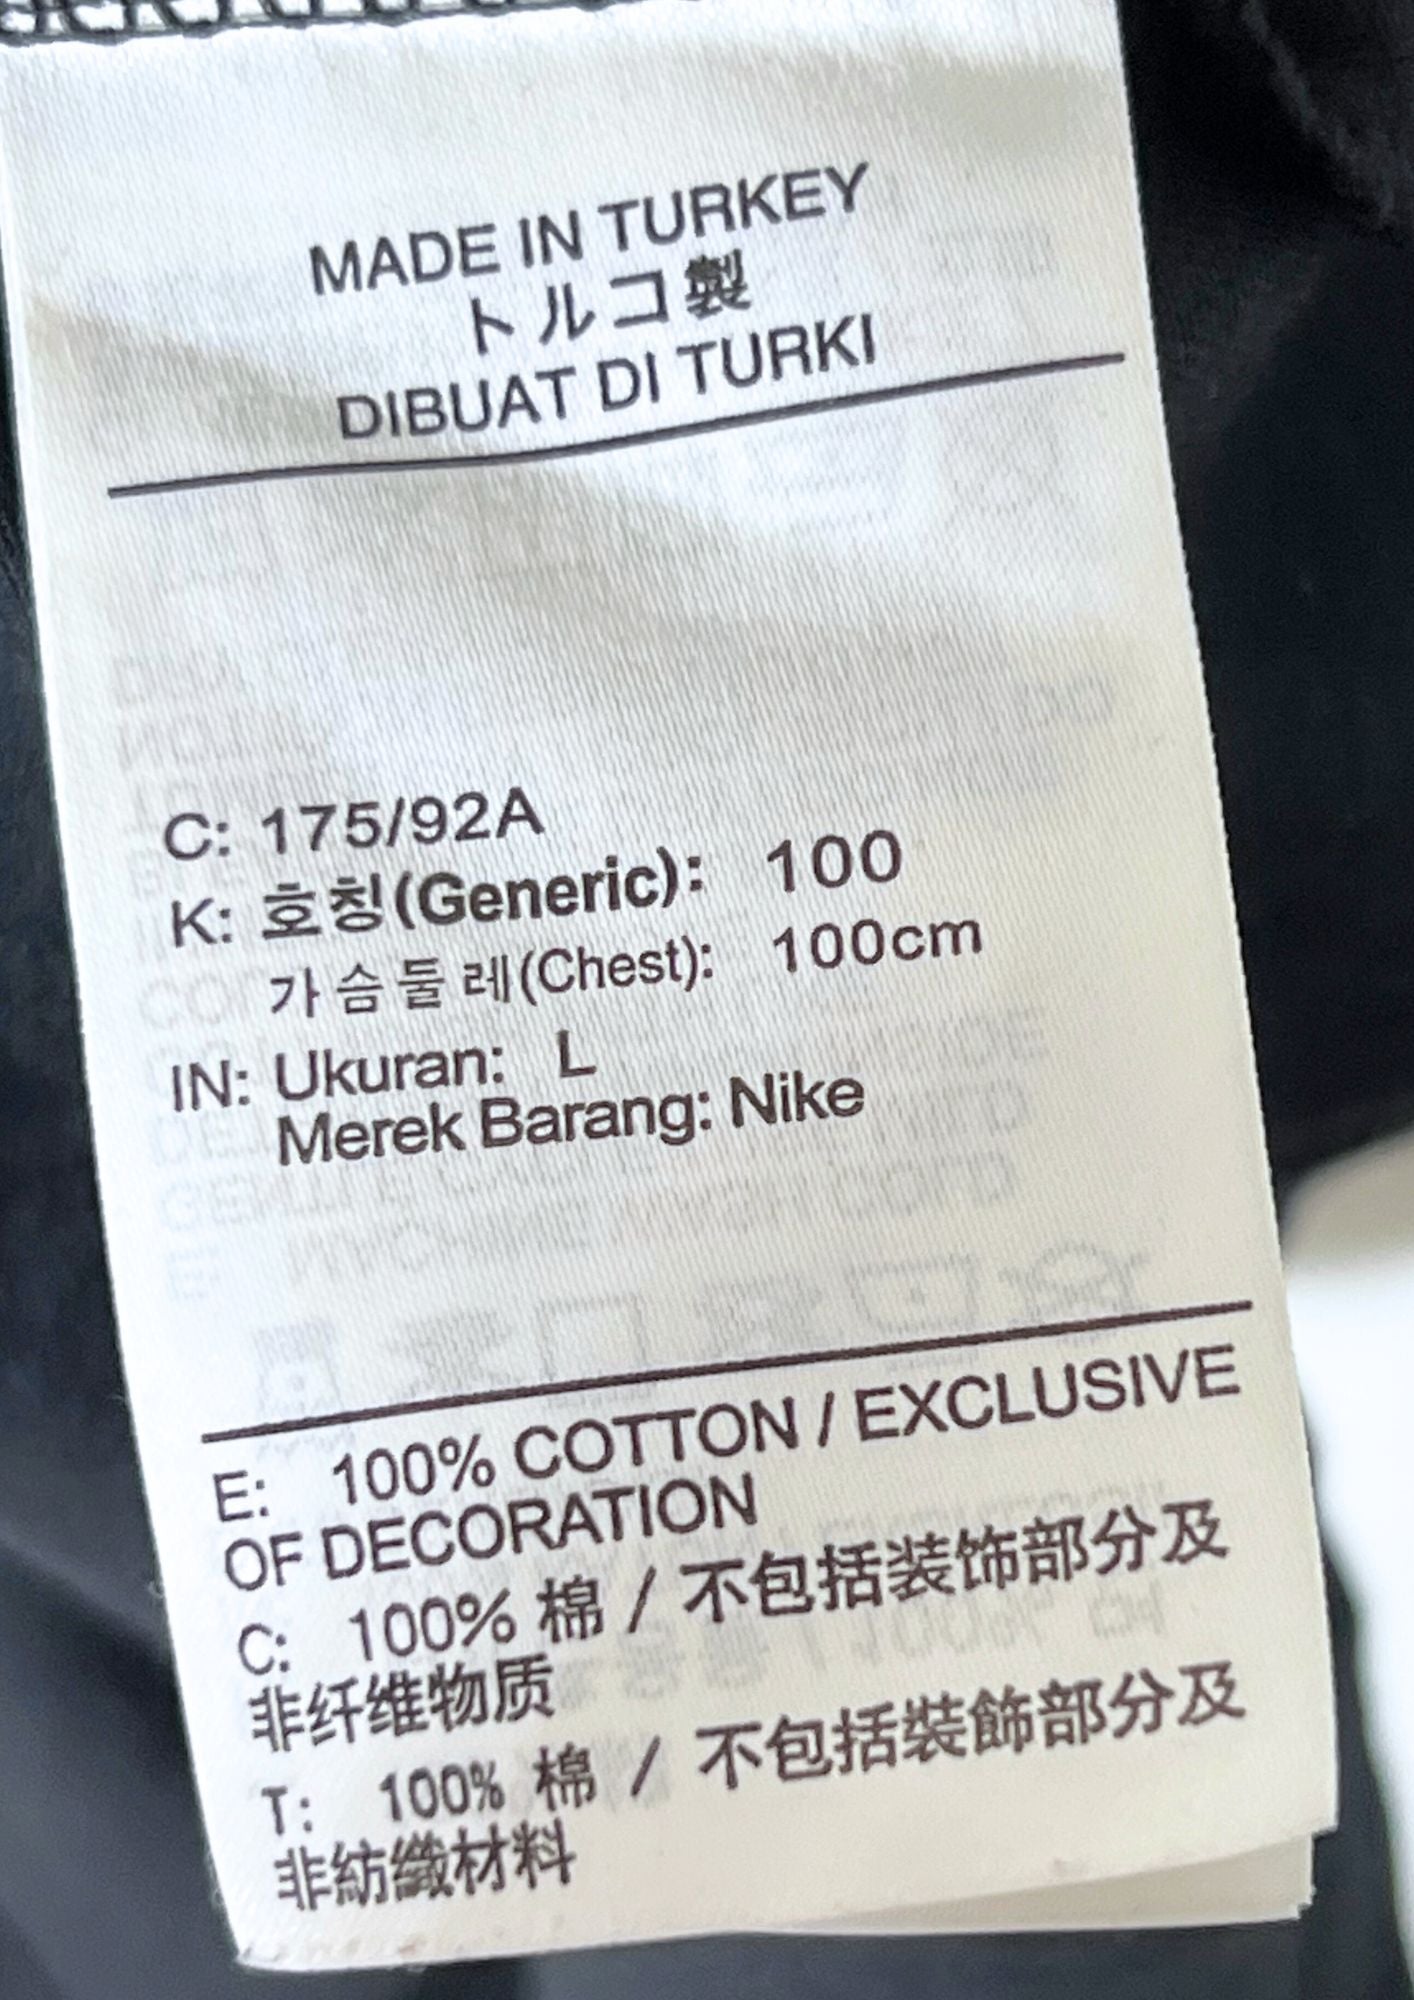 MADE IN TURKEY
トルコ製
DIBUAT DI TURKI
C: 175/92A
K: 호칭(Generic): 100
가슴둘레(Chest): 100cm
IN: Ukuran: L
Merek Barang: Nike
E: 100% COTTON / EXCLUSIVE
OF DECORATION
C: 100% 棉 / 不包括装饰部分及
非纤维物质
T: 100% 棉 / 不包括裝飾部分及
非紡織材料